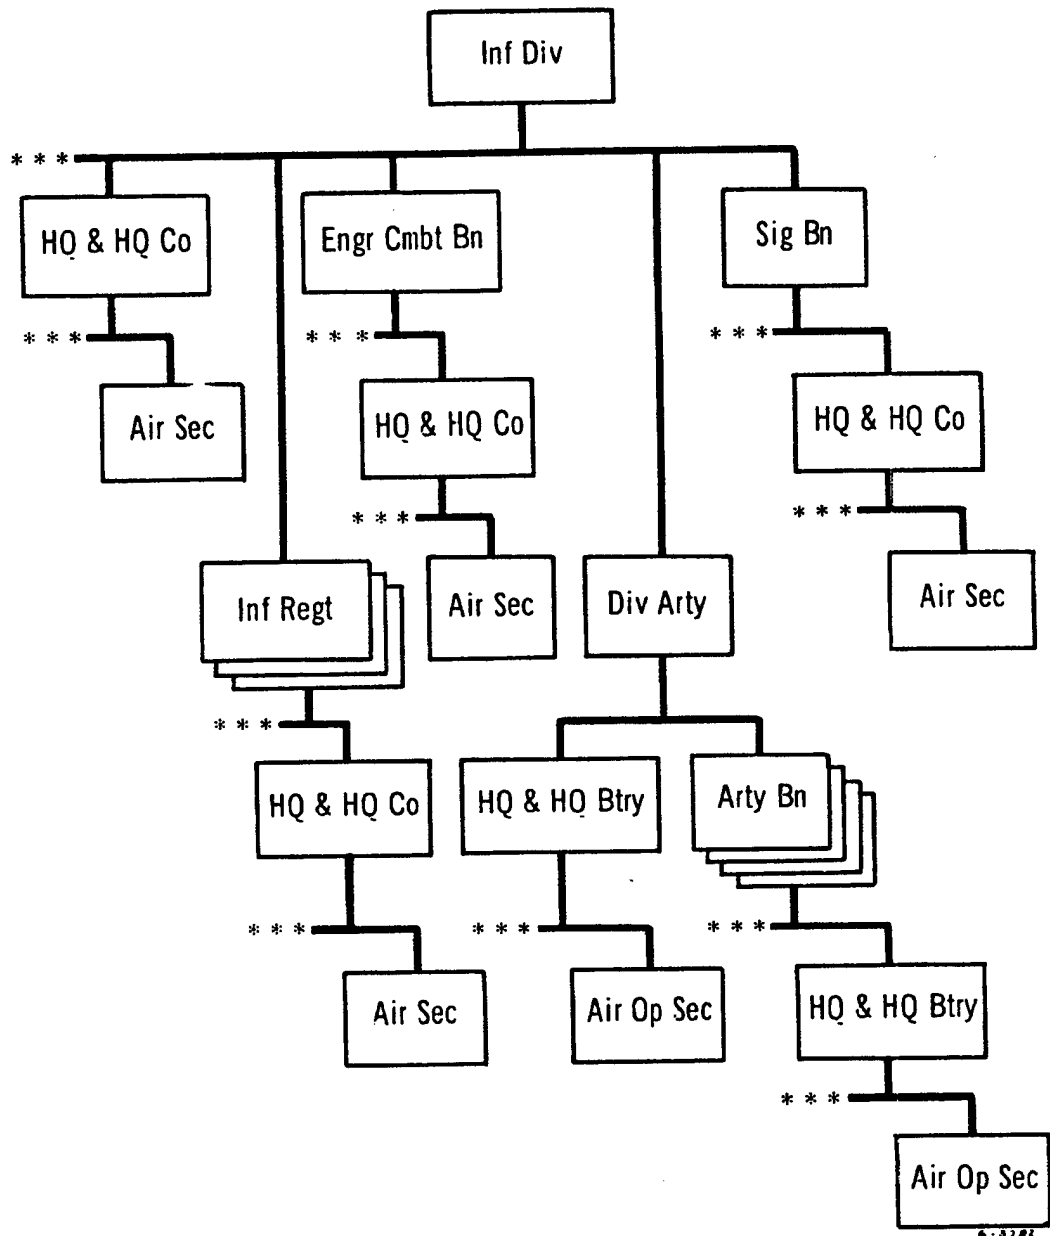 Inf Div
* * *
HQ & HQ Co
Engr Cmbt Bn
Sig Bn
* * *
* * *
* * *
Air Sec
HQ & HQ Co
HQ & HQ Co
* * *
* * *
Inf Regt
Air Sec
Div Arty
Air Sec
* * *
HQ & HQ Co
HQ & HQ Btry
Arty Bn
* * *
* * *
* * *
Air Sec
Air Op Sec
HQ & HQ Btry
* * *
Air Op Sec